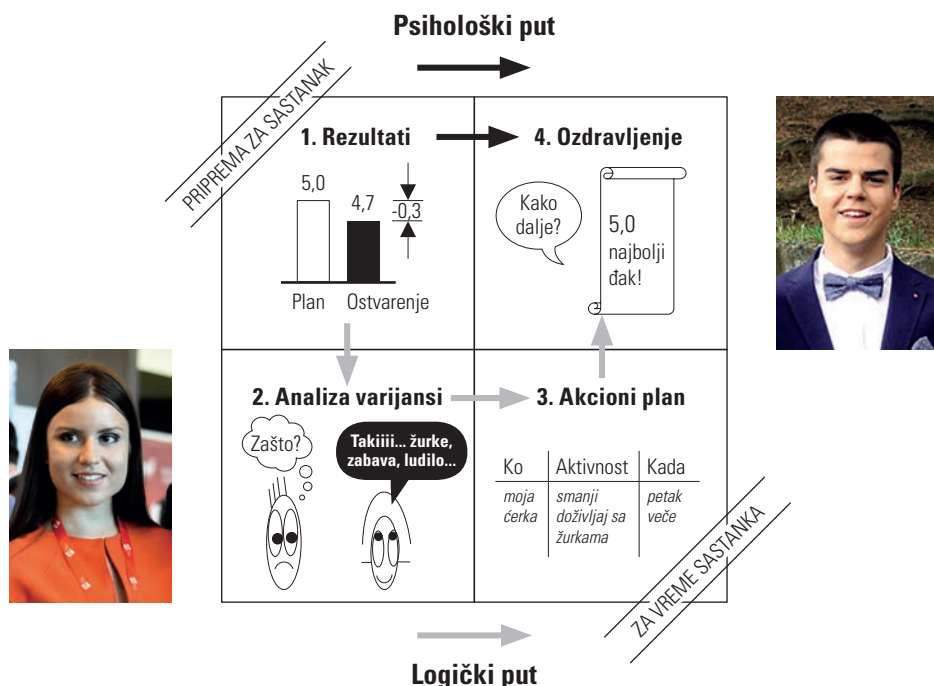 Psihološki put
PRIPREMA ZA SASTANAK
1. Rezultati
5,0
4,7
-0,3
Plan
Ostvarenje
4. Ozdravljenje
Kako
dalje?
5,0
najbolji
đak!
2. Analiza varijansi
Zašto?
Takiiii... žurke,
zabava, ludilo...
3. Akcioni plan
Ko Aktivnost Kada
moja smanji petak
ćerka doživljaj sa veče
žurkama
ZA VREME SASTANKA
Logički put